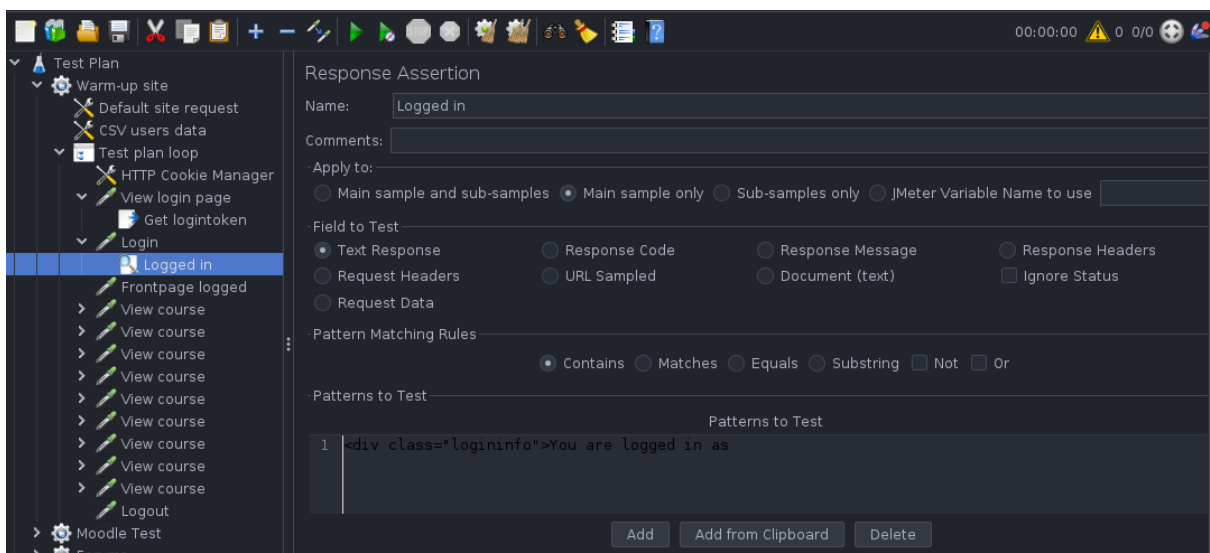 00:00:00 0 0/0
Test Plan
Warm-up site
Default site request
CSV users data
Test plan loop
HTTP Cookie Manager
View login page
Get logintoken
Login
Logged in
Frontpage logged
View course
View course
View course
View course
View course
View course
View course
View course
View course
Logout
Moodle Test
Response Assertion
Name: Logged in
Comments:
Apply to:
Main sample and sub-samples Main sample only Sub-samples only JMeter Variable Name to use
Field to Test
Text Response Response Code Response Message Response Headers
Request Headers URL Sampled Document (text) Ignore Status
Request Data
Pattern Matching Rules
Contains Matches Equals Substring Not Or
Patterns to Test
Patterns to Test
1 <div class="logininfo">You are logged in as
Add Add from Clipboard Delete